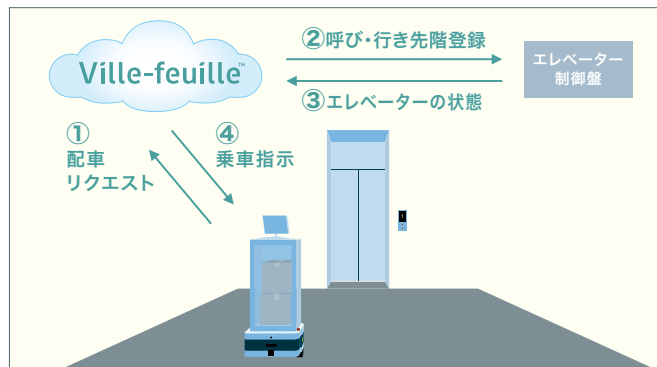 Ville-feuille™
②呼び・行き先階登録
③エレベーターの状態
エレベーター
制御盤
①
配車
リクエスト
④
乗車指示